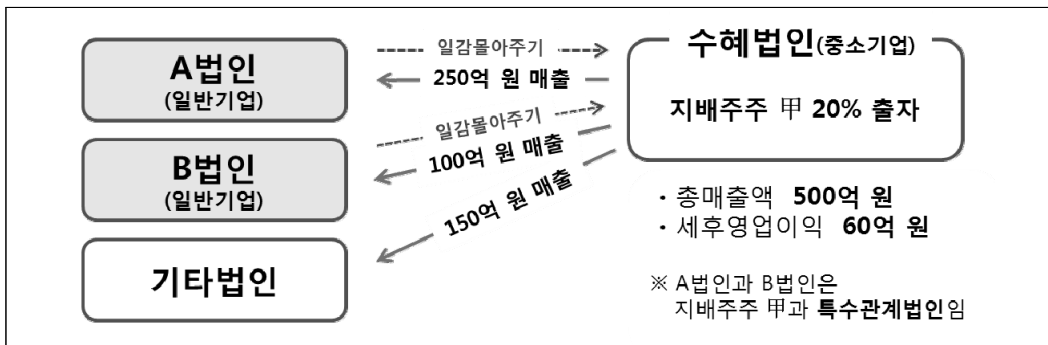 A법인
(일반기업)
일감몰아주기
250억 원 매출
수혜법인(중소기업)
지배주주 甲 20% 출자
B법인
(일반기업)
일감몰아주기
100억 원 매출
150억 원 매출
기타법인
· 총매출액 500억 원
· 세후영업이익 60억 원
※ A법인과 B법인은
지배주주 甲과 특수관계법인임